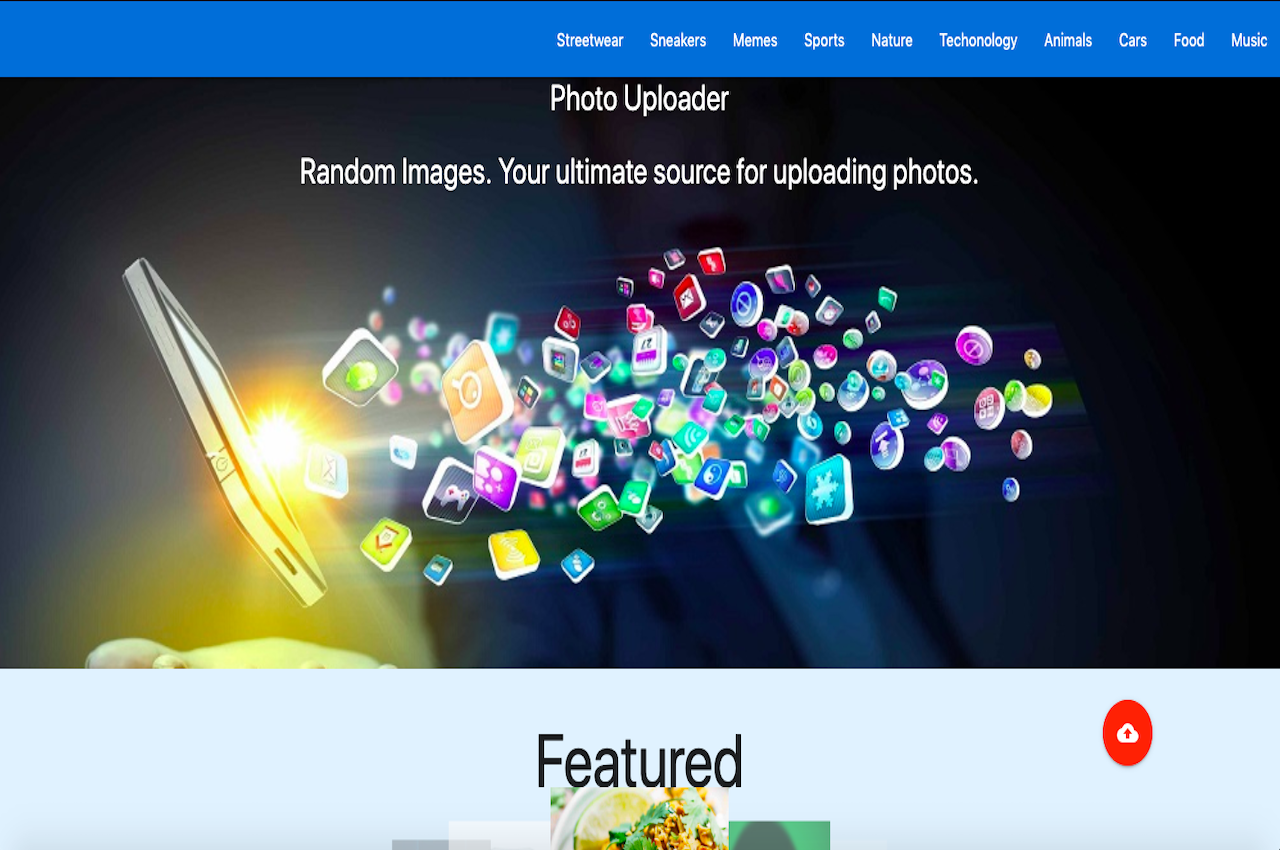 Streetwear Sneakers Memes Sports Nature Techonology Animals Cars Food Music
Photo Uploader
Random Images. Your ultimate source for uploading photos.
Featured